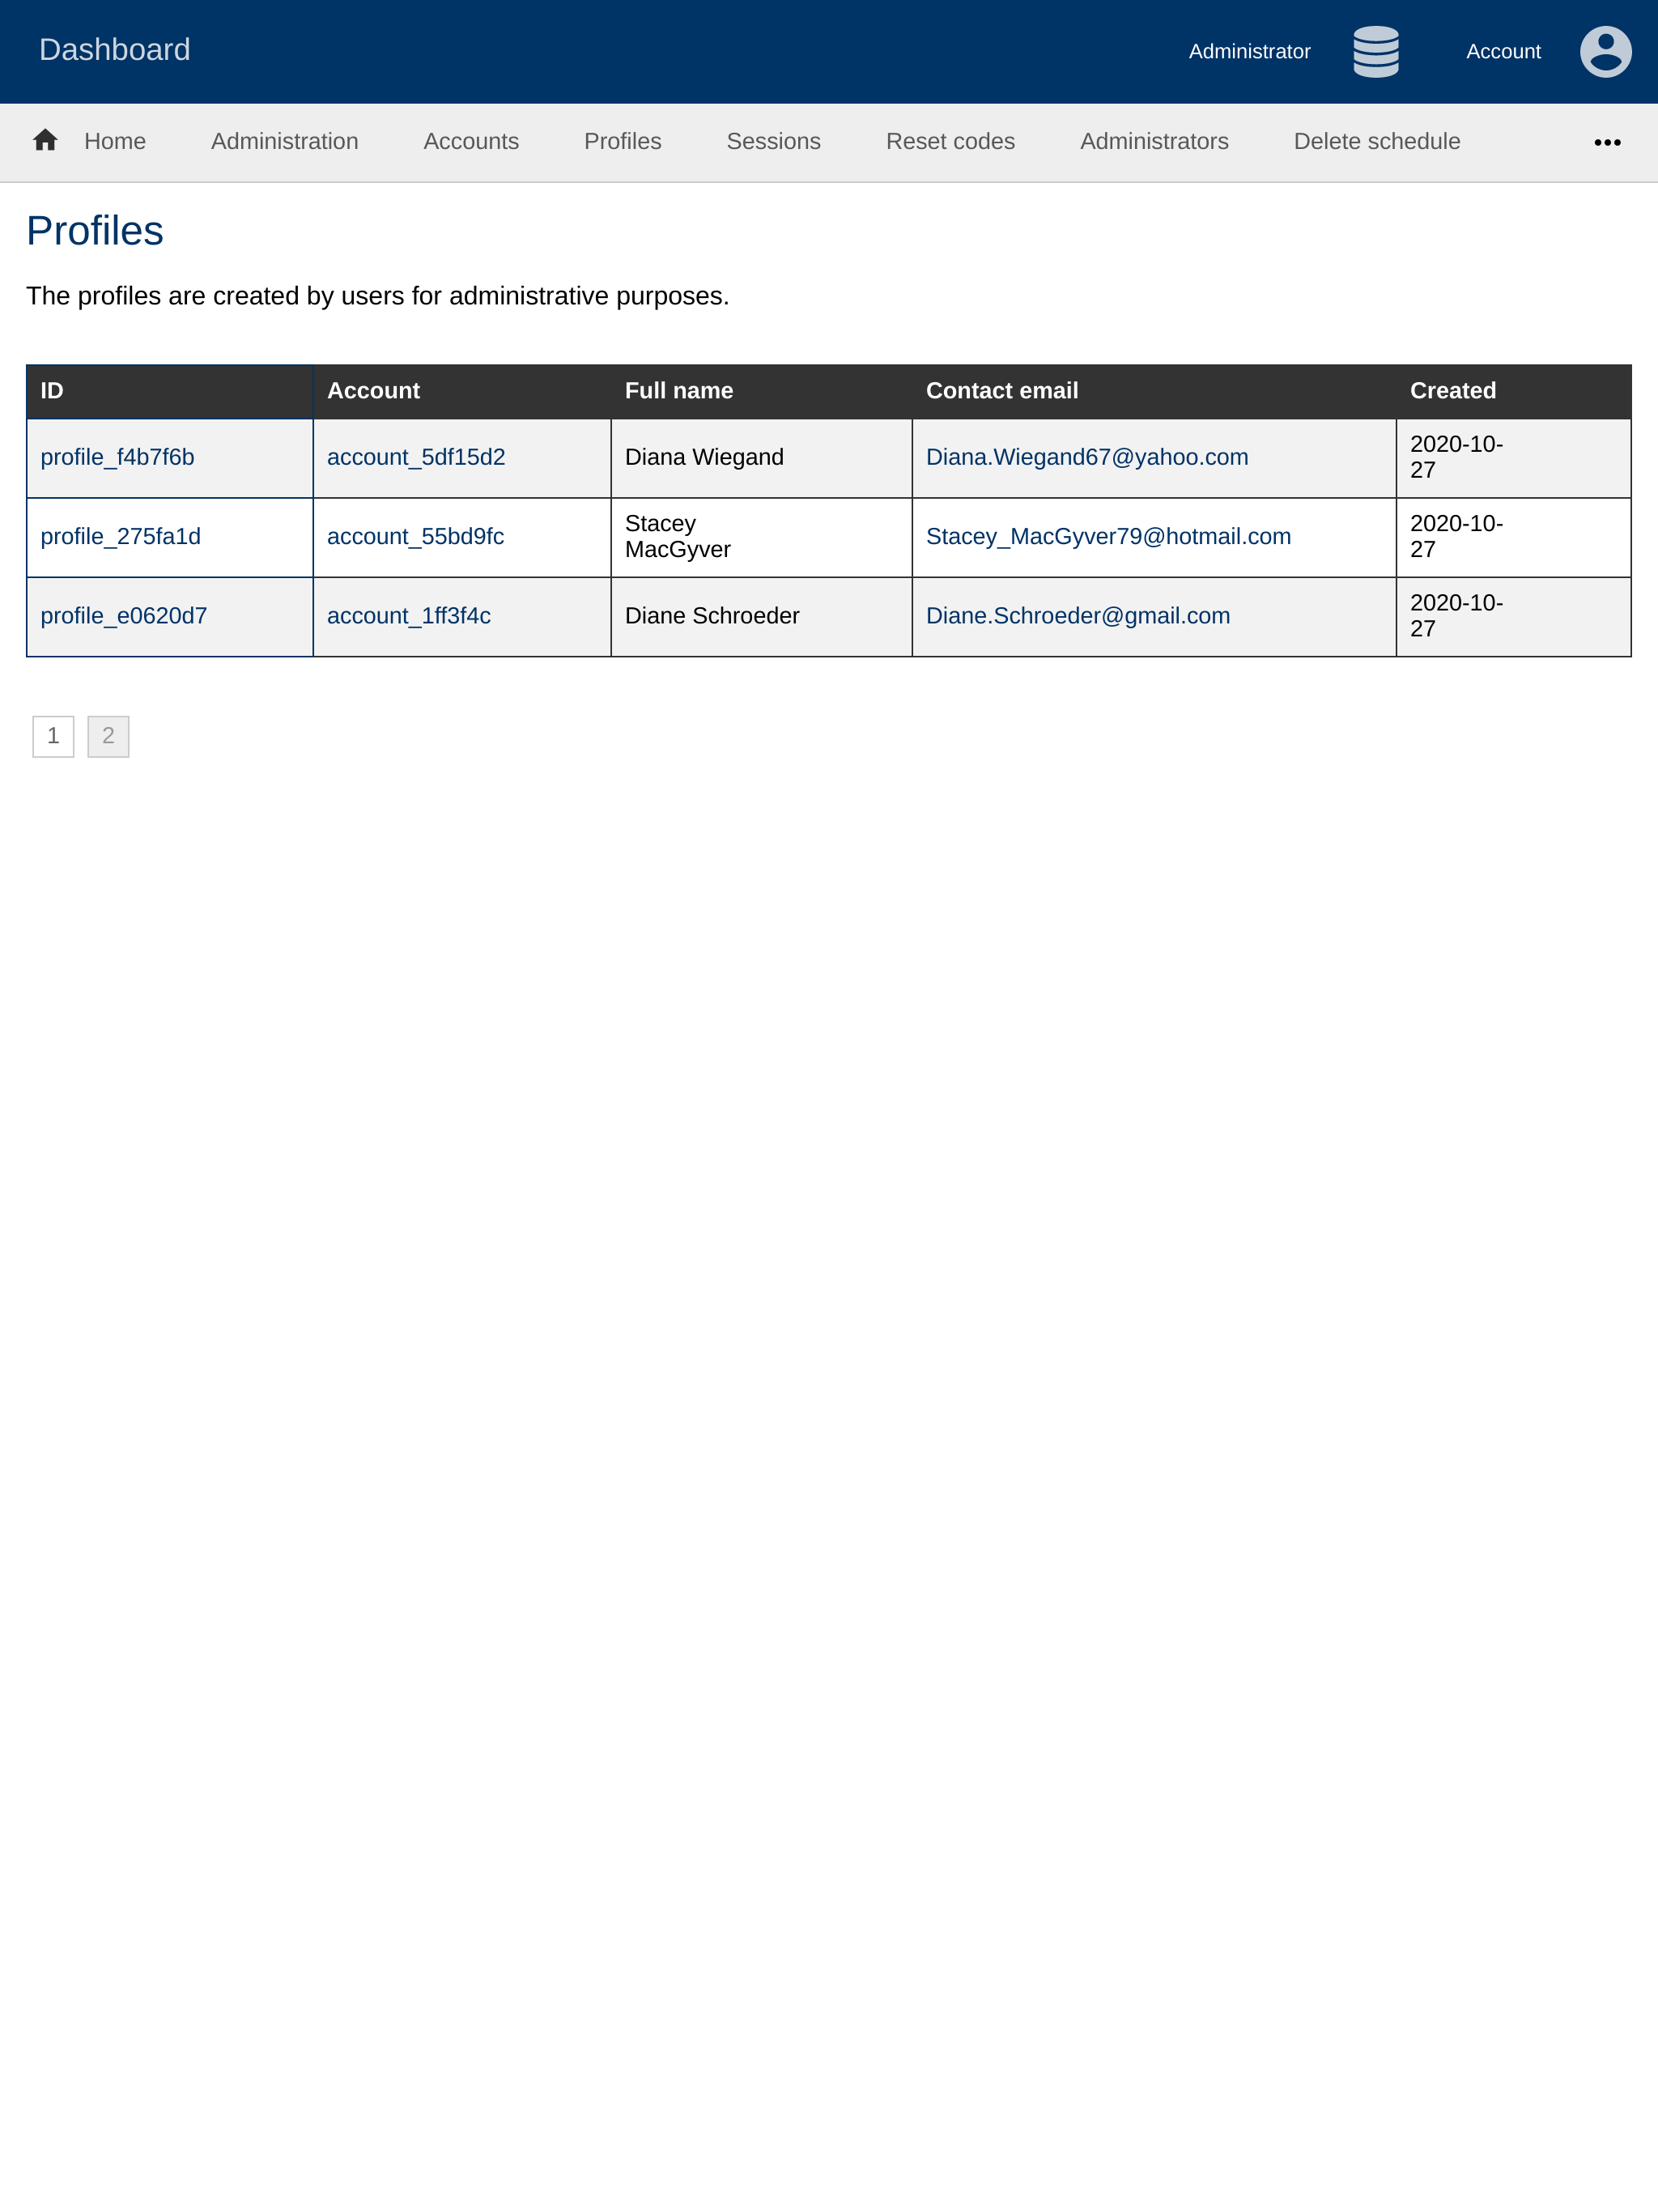 Dashboard Administrator Account
Home Administration Accounts Profiles Sessions Reset codes Administrators Delete schedule
Profiles
The profiles are created by users for administrative purposes.
ID Account Full name Contact email Created
profile_f4b7f6b account_5df15d2 Diana Wiegand Diana.Wiegand67@yahoo.com 2020-10-
27
profile_275fa1d account_55bd9fc Stacey
MacGyver Stacey_MacGyver79@hotmail.com 2020-10-
27
profile_e0620d7 account_1ff3f4c Diane Schroeder Diane.Schroeder@gmail.com 2020-10-
27
1 2